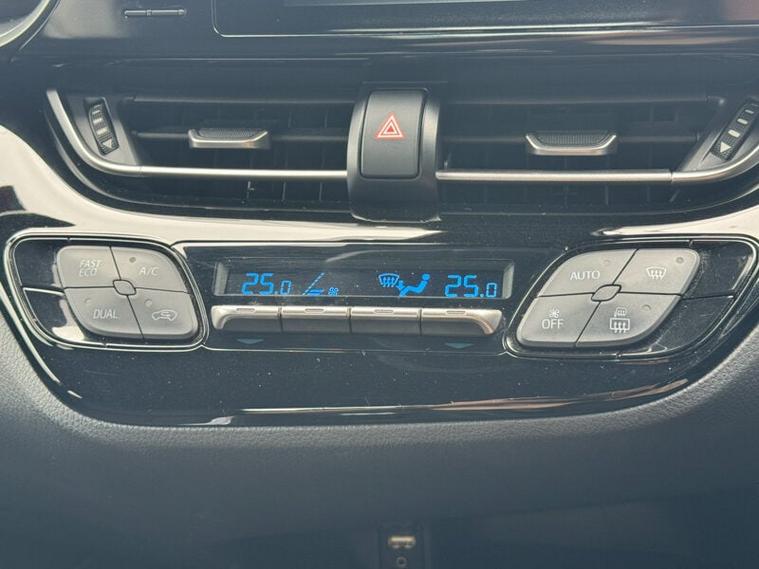 FAST
ECO
A/C
DUAL
25.0
25.0
AUTO
OFF